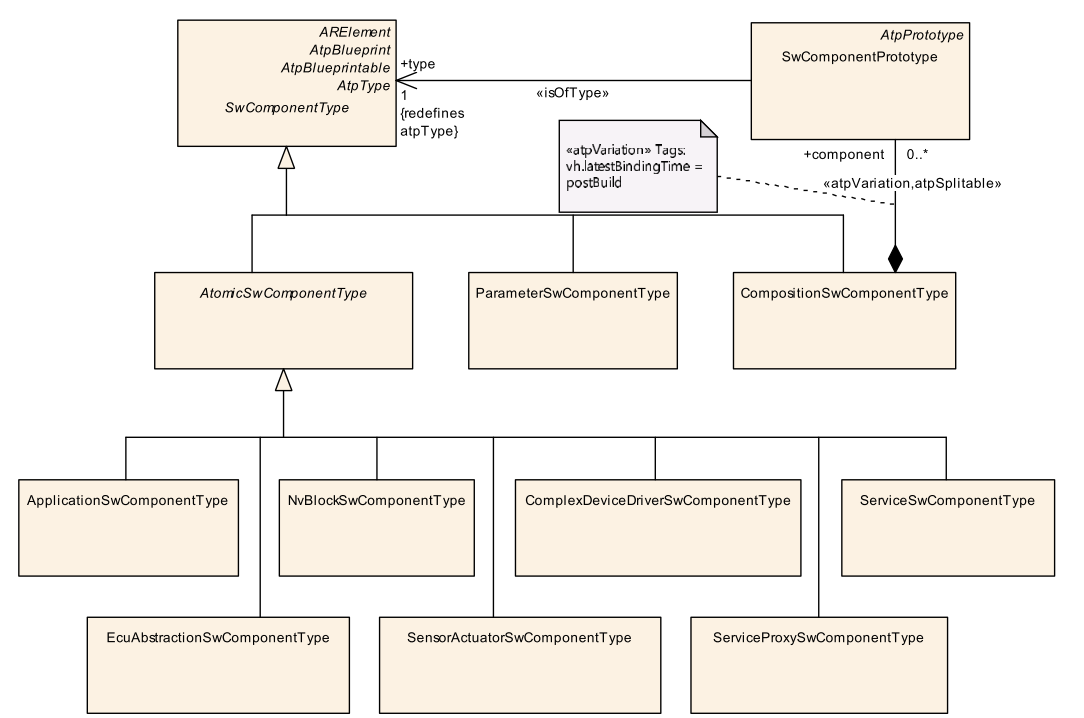 ARElement
AtpBlueprint
AtpBlueprintable
AtpType
SwComponentType
+type
1
{redefines
atpType}
«isOfType»
AtpPrototype
SwComponentPrototype
«atpVariation» Tags:
vh.latestBindingTime =
postBuild
+component 0..*
«atpVariation,atpSplitable»
AtomicSwComponentType
ParameterSwComponentType
CompositionSwComponentType
ApplicationSwComponentType
NvBlockSwComponentType
ComplexDeviceDriverSwComponentType
ServiceSwComponentType
EcuAbstractionSwComponentType
SensorActuatorSwComponentType
ServiceProxySwComponentType